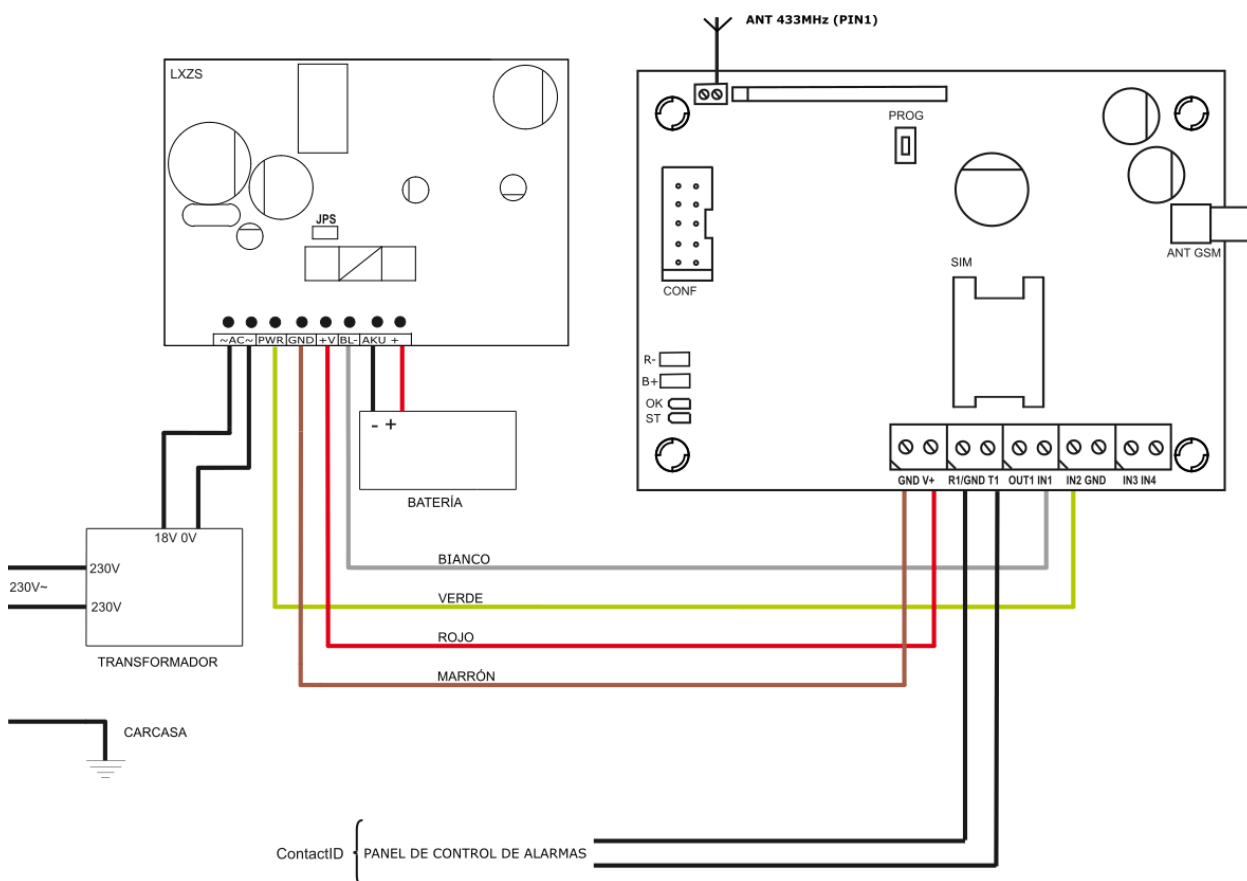 ANT 433MHz (PIN1)
LXZS
PROG
JPS
CONF
SIM
ANT GSM
R-
B+
OK
ST
~AC~ PWR GND +V BL- AKU +
- +
BATERÍA
GND V+ R1/GND T1 OUT1 IN1 IN2 GND IN3 IN4
18V 0V
230V
230V~
230V
TRANSFORMADOR
BIANCO
VERDE
ROJO
MARRÓN
CARCASA
ContactID { PANEL DE CONTROL DE ALARMAS